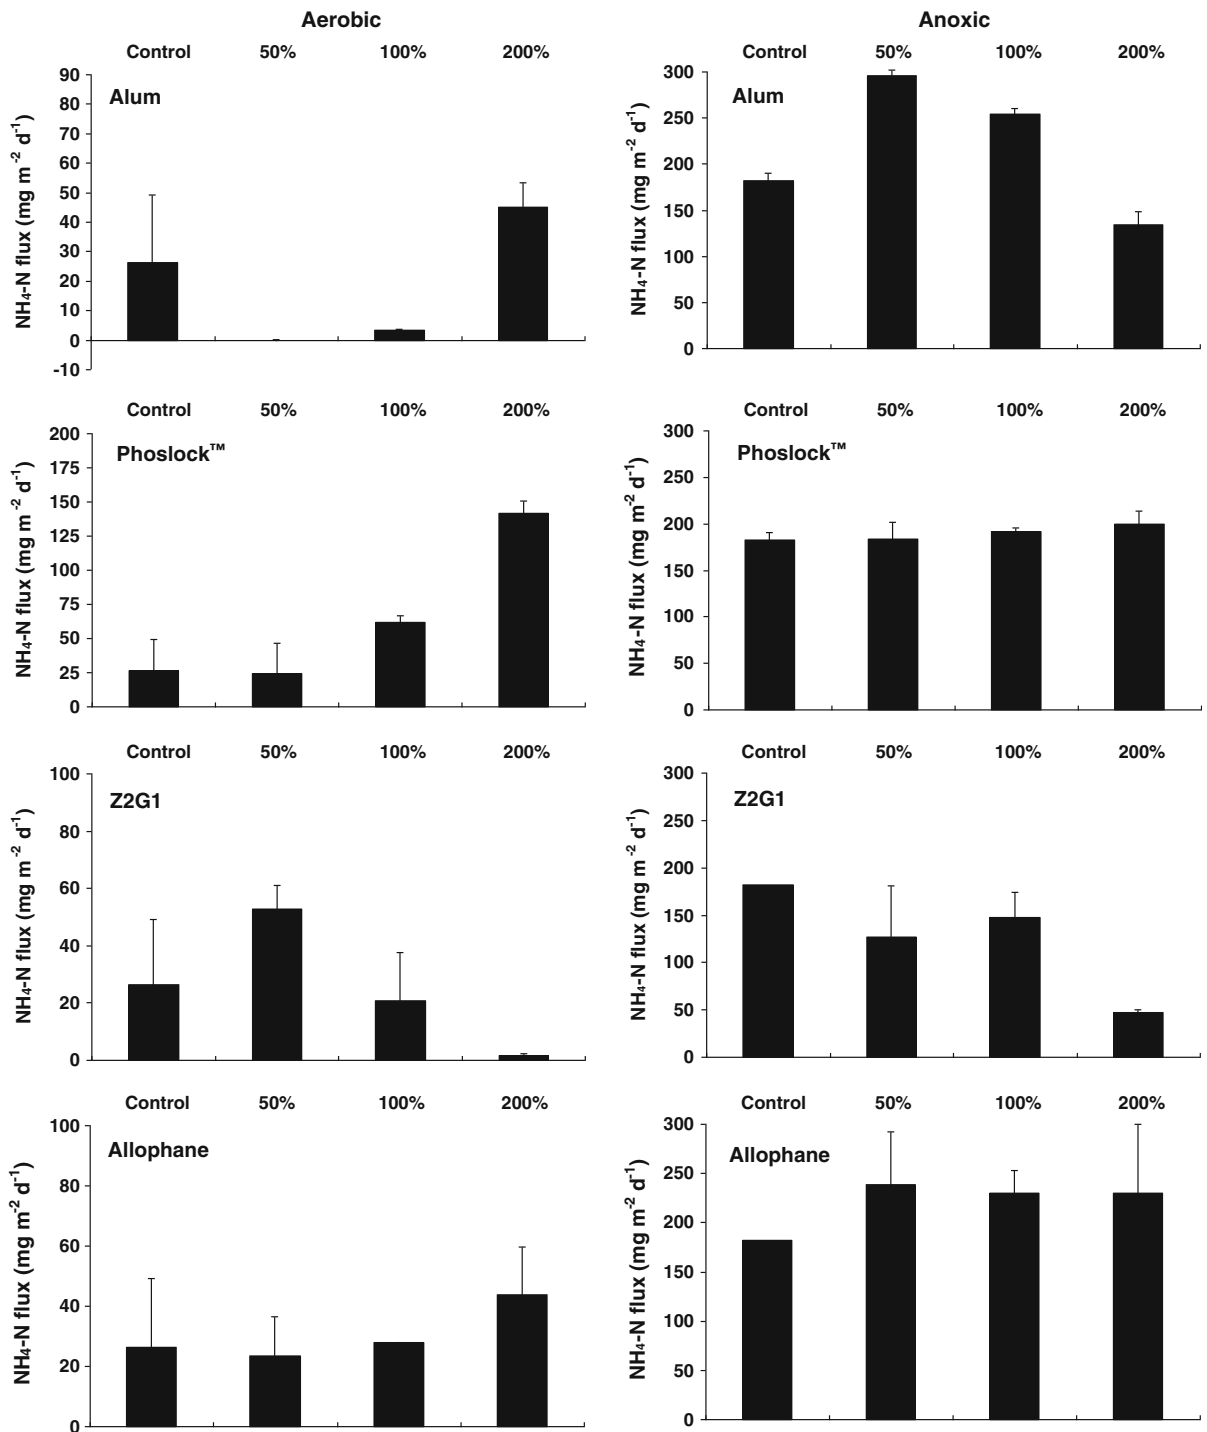 Aerobic
Anoxic
Control 50% 100% 200%
Control 50% 100% 200%
Alum
NH₄-N flux (mg m⁻² d⁻¹)
90
80
70
60
50
40
30
20
10
0
-10
Alum
NH₄-N flux (mg m⁻² d⁻¹)
300
250
200
150
100
50
0
Control 50% 100% 200%
Control 50% 100% 200%
Phoslock™
NH₄-N flux (mg m⁻² d⁻¹)
200
175
150
125
100
75
50
25
0
Phoslock™
NH₄-N flux (mg m⁻² d⁻¹)
300
250
200
150
100
50
0
Control 50% 100% 200%
Control 50% 100% 200%
Z2G1
NH₄-N flux (mg m⁻² d⁻¹)
100
80
60
40
20
0
Z2G1
NH₄-N flux (mg m⁻² d⁻¹)
300
250
200
150
100
50
0
Control 50% 100% 200%
Control 50% 100% 200%
Allophane
NH₄-N flux (mg m⁻² d⁻¹)
100
80
60
40
20
0
Allophane
NH₄-N flux (mg m⁻² d⁻¹)
300
250
200
150
100
50
0